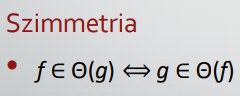 Szimmetria
• f ∈ Θ(g) ⟺ g ∈ Θ(f)